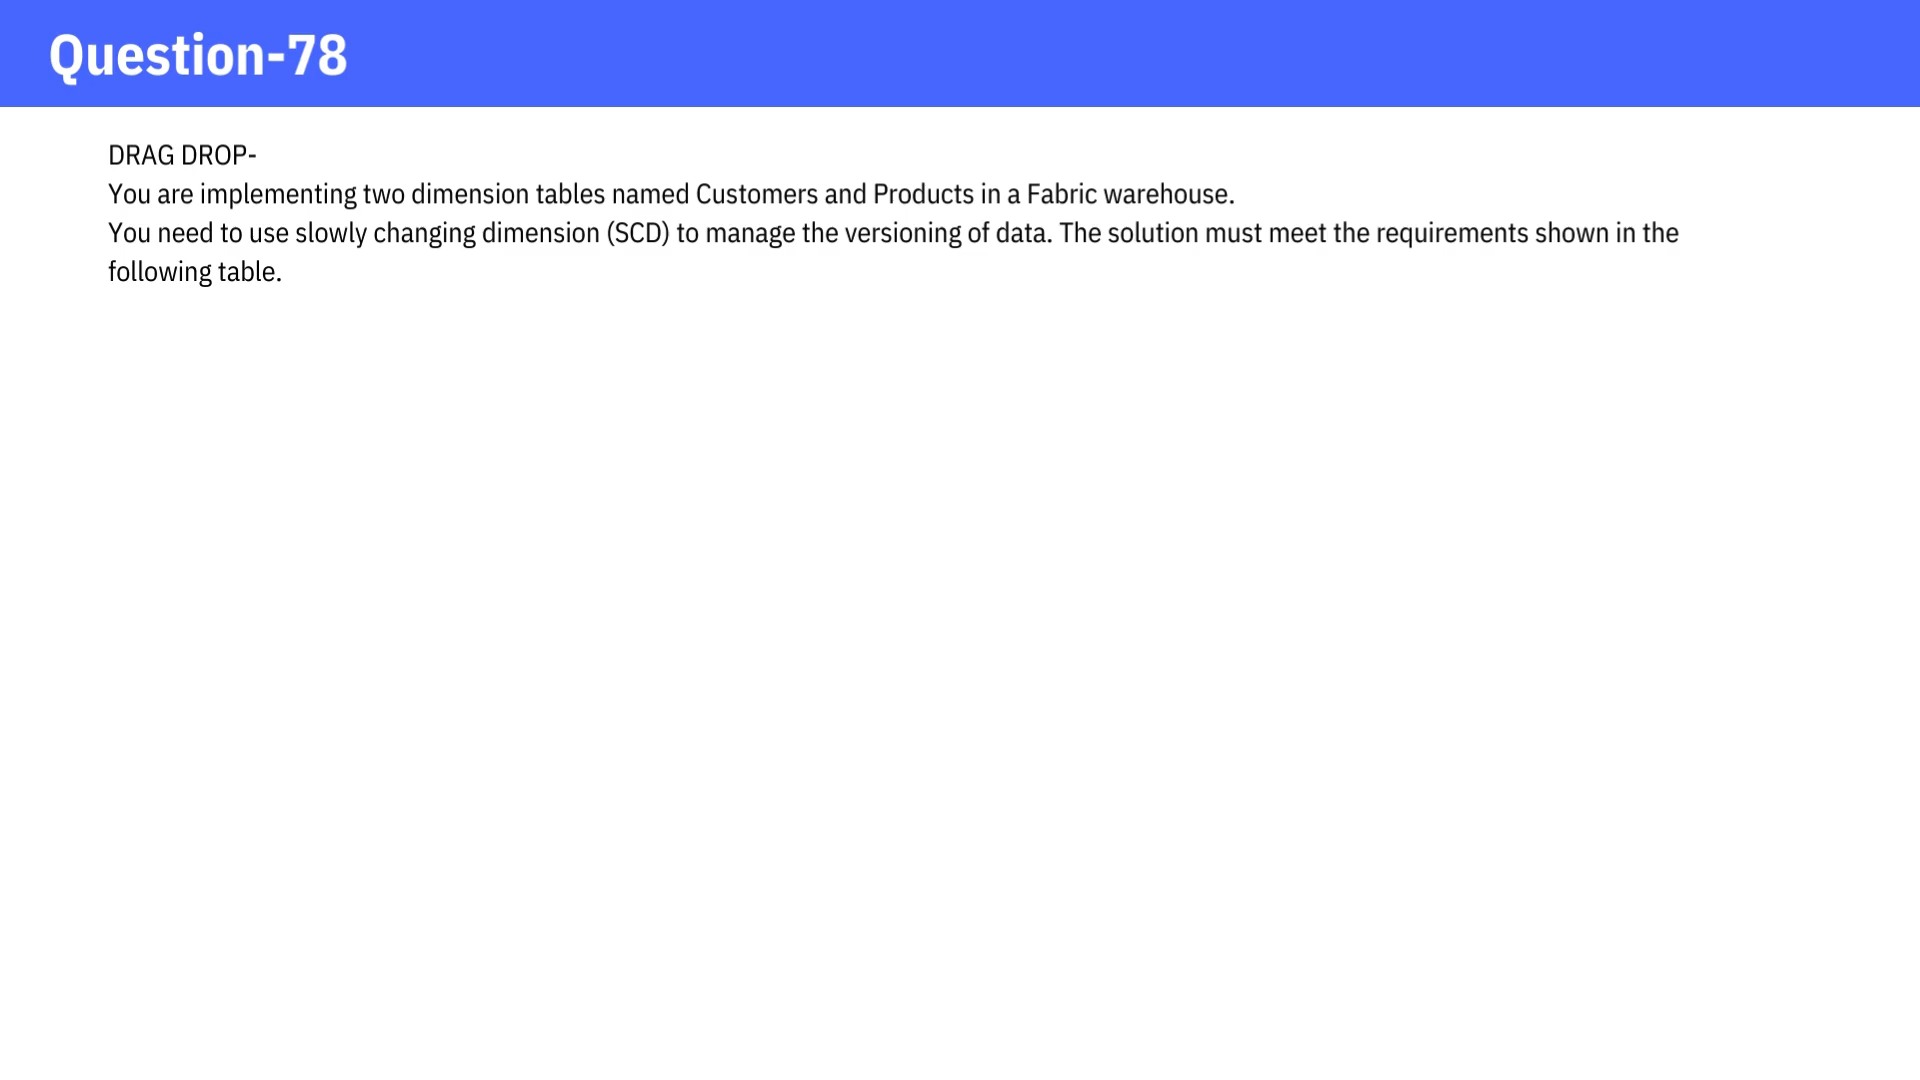 Question-78
DRAG DROP-
You are implementing two dimension tables named Customers and Products in a Fabric warehouse.
You need to use slowly changing dimension (SCD) to manage the versioning of data. The solution must meet the requirements shown in the
following table.